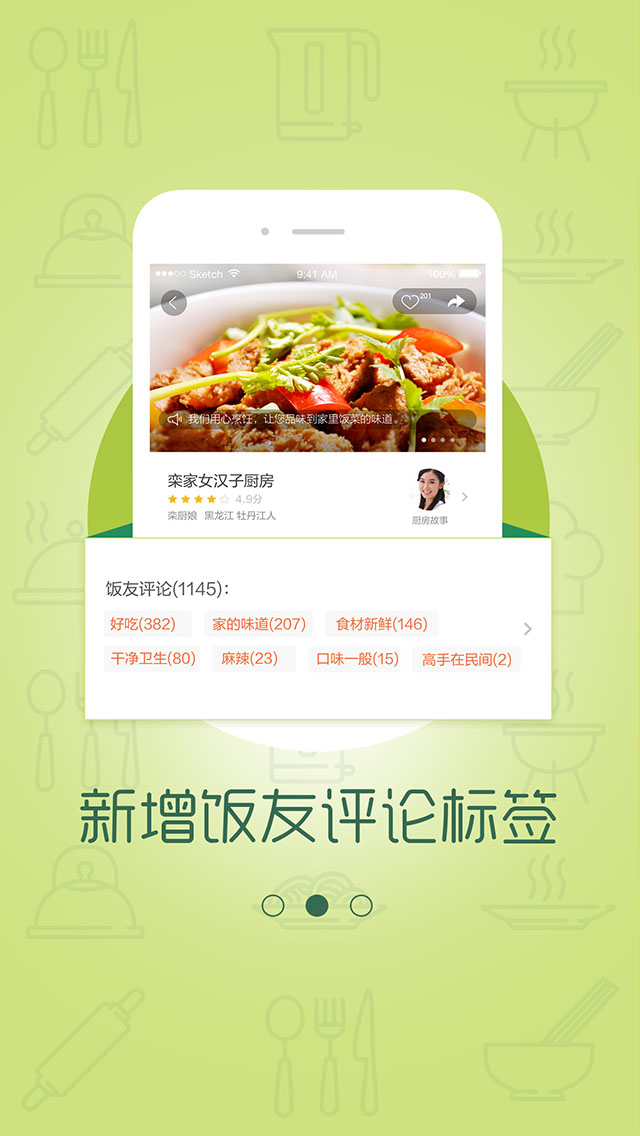 Sketch 9:41 AM 100%
201
我们用心烹饪，让您品味到家里饭菜的味道。
栾家女汉子厨房
4.9分
栾厨娘 黑龙江 牡丹江人
厨房故事
饭友评论(1145)：
好吃(382) 家的味道(207) 食材新鲜(146)
干净卫生(80) 麻辣(23) 口味一般(15) 高手在民间(2)
新增饭友评论标签